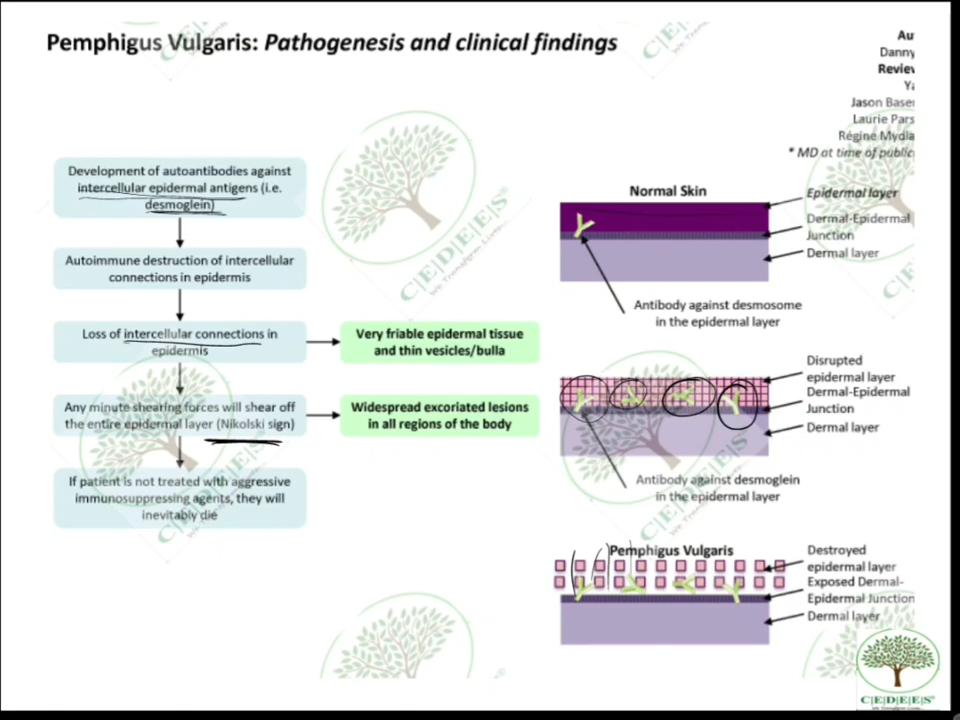 Pemphigus Vulgaris: Pathogenesis and clinical findings
Au
Danny
Review
Ya
Jason Baser
Laurie Pars
Régine Mydla
* MD at time of public
Development of autoantibodies against
intercellular epidermal antigens (i.e.
desmoglein)
Autoimmune destruction of intercellular
connections in epidermis
Loss of intercellular connections in
epidermis
Very friable epidermal tissue
and thin vesicles/bulla
Any minute shearing forces will shear off
the entire epidermal layer (Nikolski sign)
Widespread excoriated lesions
in all regions of the body
If patient is not treated with aggressive
immunosuppressing agents, they will
inevitably die
Normal Skin
Epidermal layer
Dermal-Epidermal
Junction
Dermal layer
Antibody against desmosome
in the epidermal layer
Disrupted
epidermal layer
Dermal-Epidermal
Junction
Dermal layer
Antibody against desmoglein
in the epidermal layer
Pemphigus Vulgaris
Destroyed
epidermal layer
Exposed Dermal-
Epidermal Junction
Dermal layer
C|E|D|E|E|S